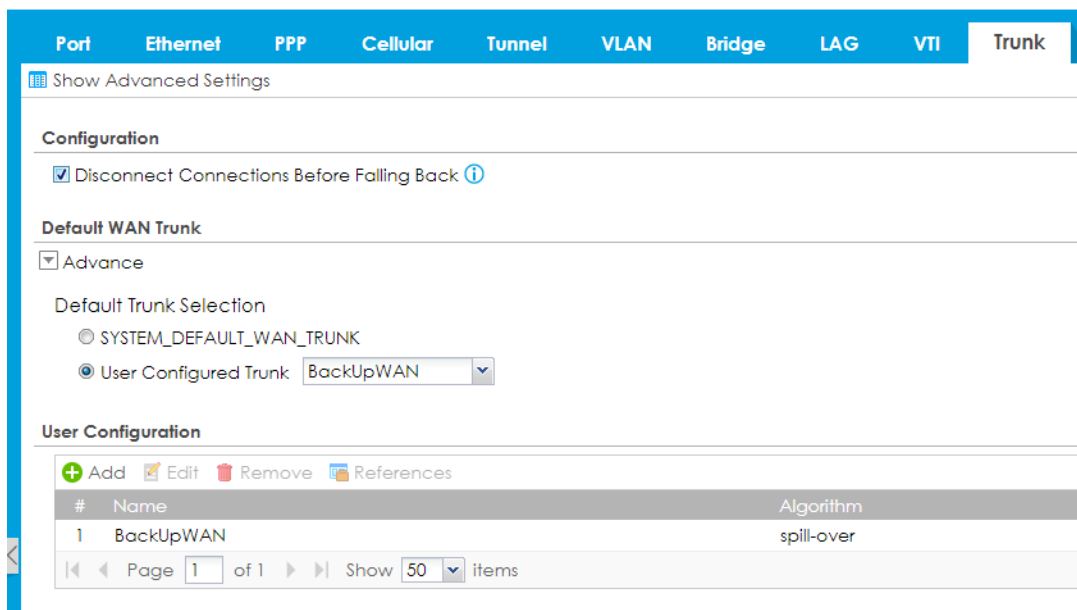 Port Ethernet PPP Cellular Tunnel VLAN Bridge LAG VTI Trunk
Show Advanced Settings
Configuration
Disconnect Connections Before Falling Back
Default WAN Trunk
Advance
Default Trunk Selection
SYSTEM_DEFAULT_WAN_TRUNK
User Configured Trunk BackUpWAN
User Configuration
Add Edit Remove References
# Name Algorithm
1 BackUpWAN spill-over
Page 1 of 1 Show 50 items